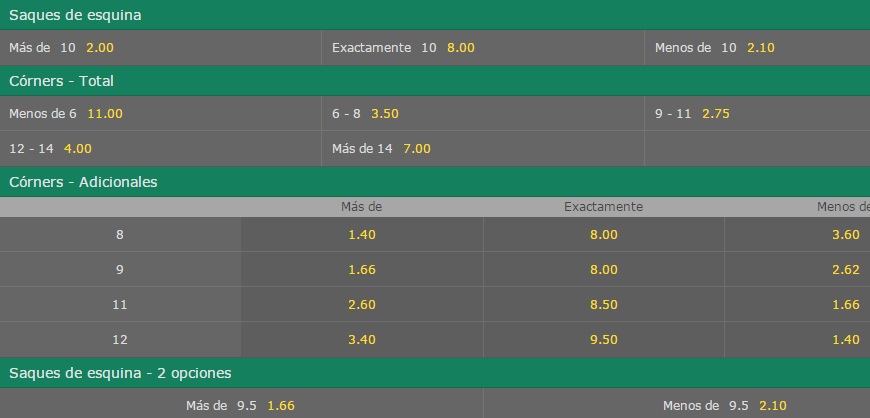 Saques de esquina
Más de 10 2.00 Exactamente 10 8.00 Menos de 10 2.10
Córners - Total
Menos de 6 11.00 6 - 8 3.50 9 - 11 2.75
12 - 14 4.00 Más de 14 7.00
Córners - Adicionales
Más de Exactamente Menos de
8 1.40 8.00 3.60
9 1.66 8.00 2.62
11 2.60 8.50 1.66
12 3.40 9.50 1.40
Saques de esquina - 2 opciones
Más de 9.5 1.66 Menos de 9.5 2.10